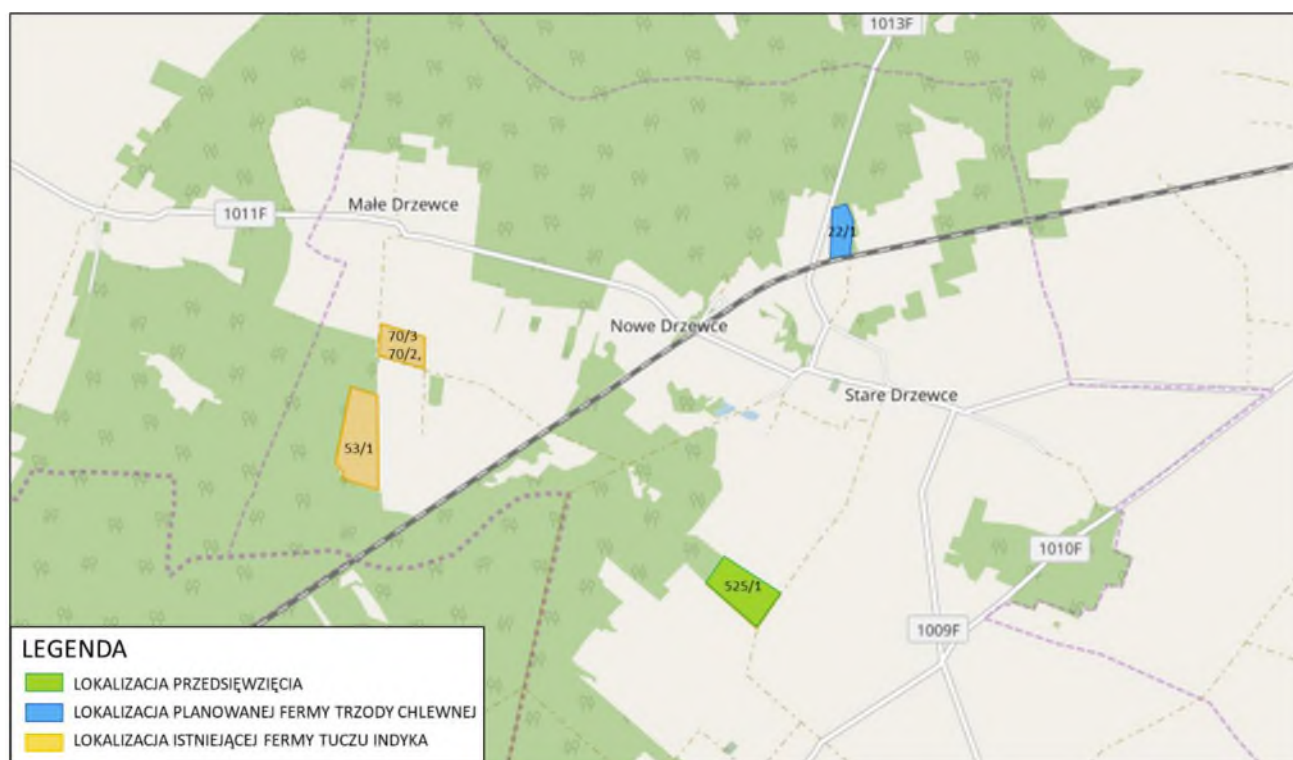 1013F
Małe Drzewce
1011F
22/1
Nowe Drzewce
70/3
70/2,
Stare Drzewce
53/1
1010F
525/1
1009F
LEGENDA
LOKALIZACJA PRZEDSIĘWZIĘCIA
LOKALIZACJA PLANOWANEJ FERMY TRZODY CHLEWNEJ
LOKALIZACJA ISTNIEJĄCEJ FERMY TUCZU INDYKA